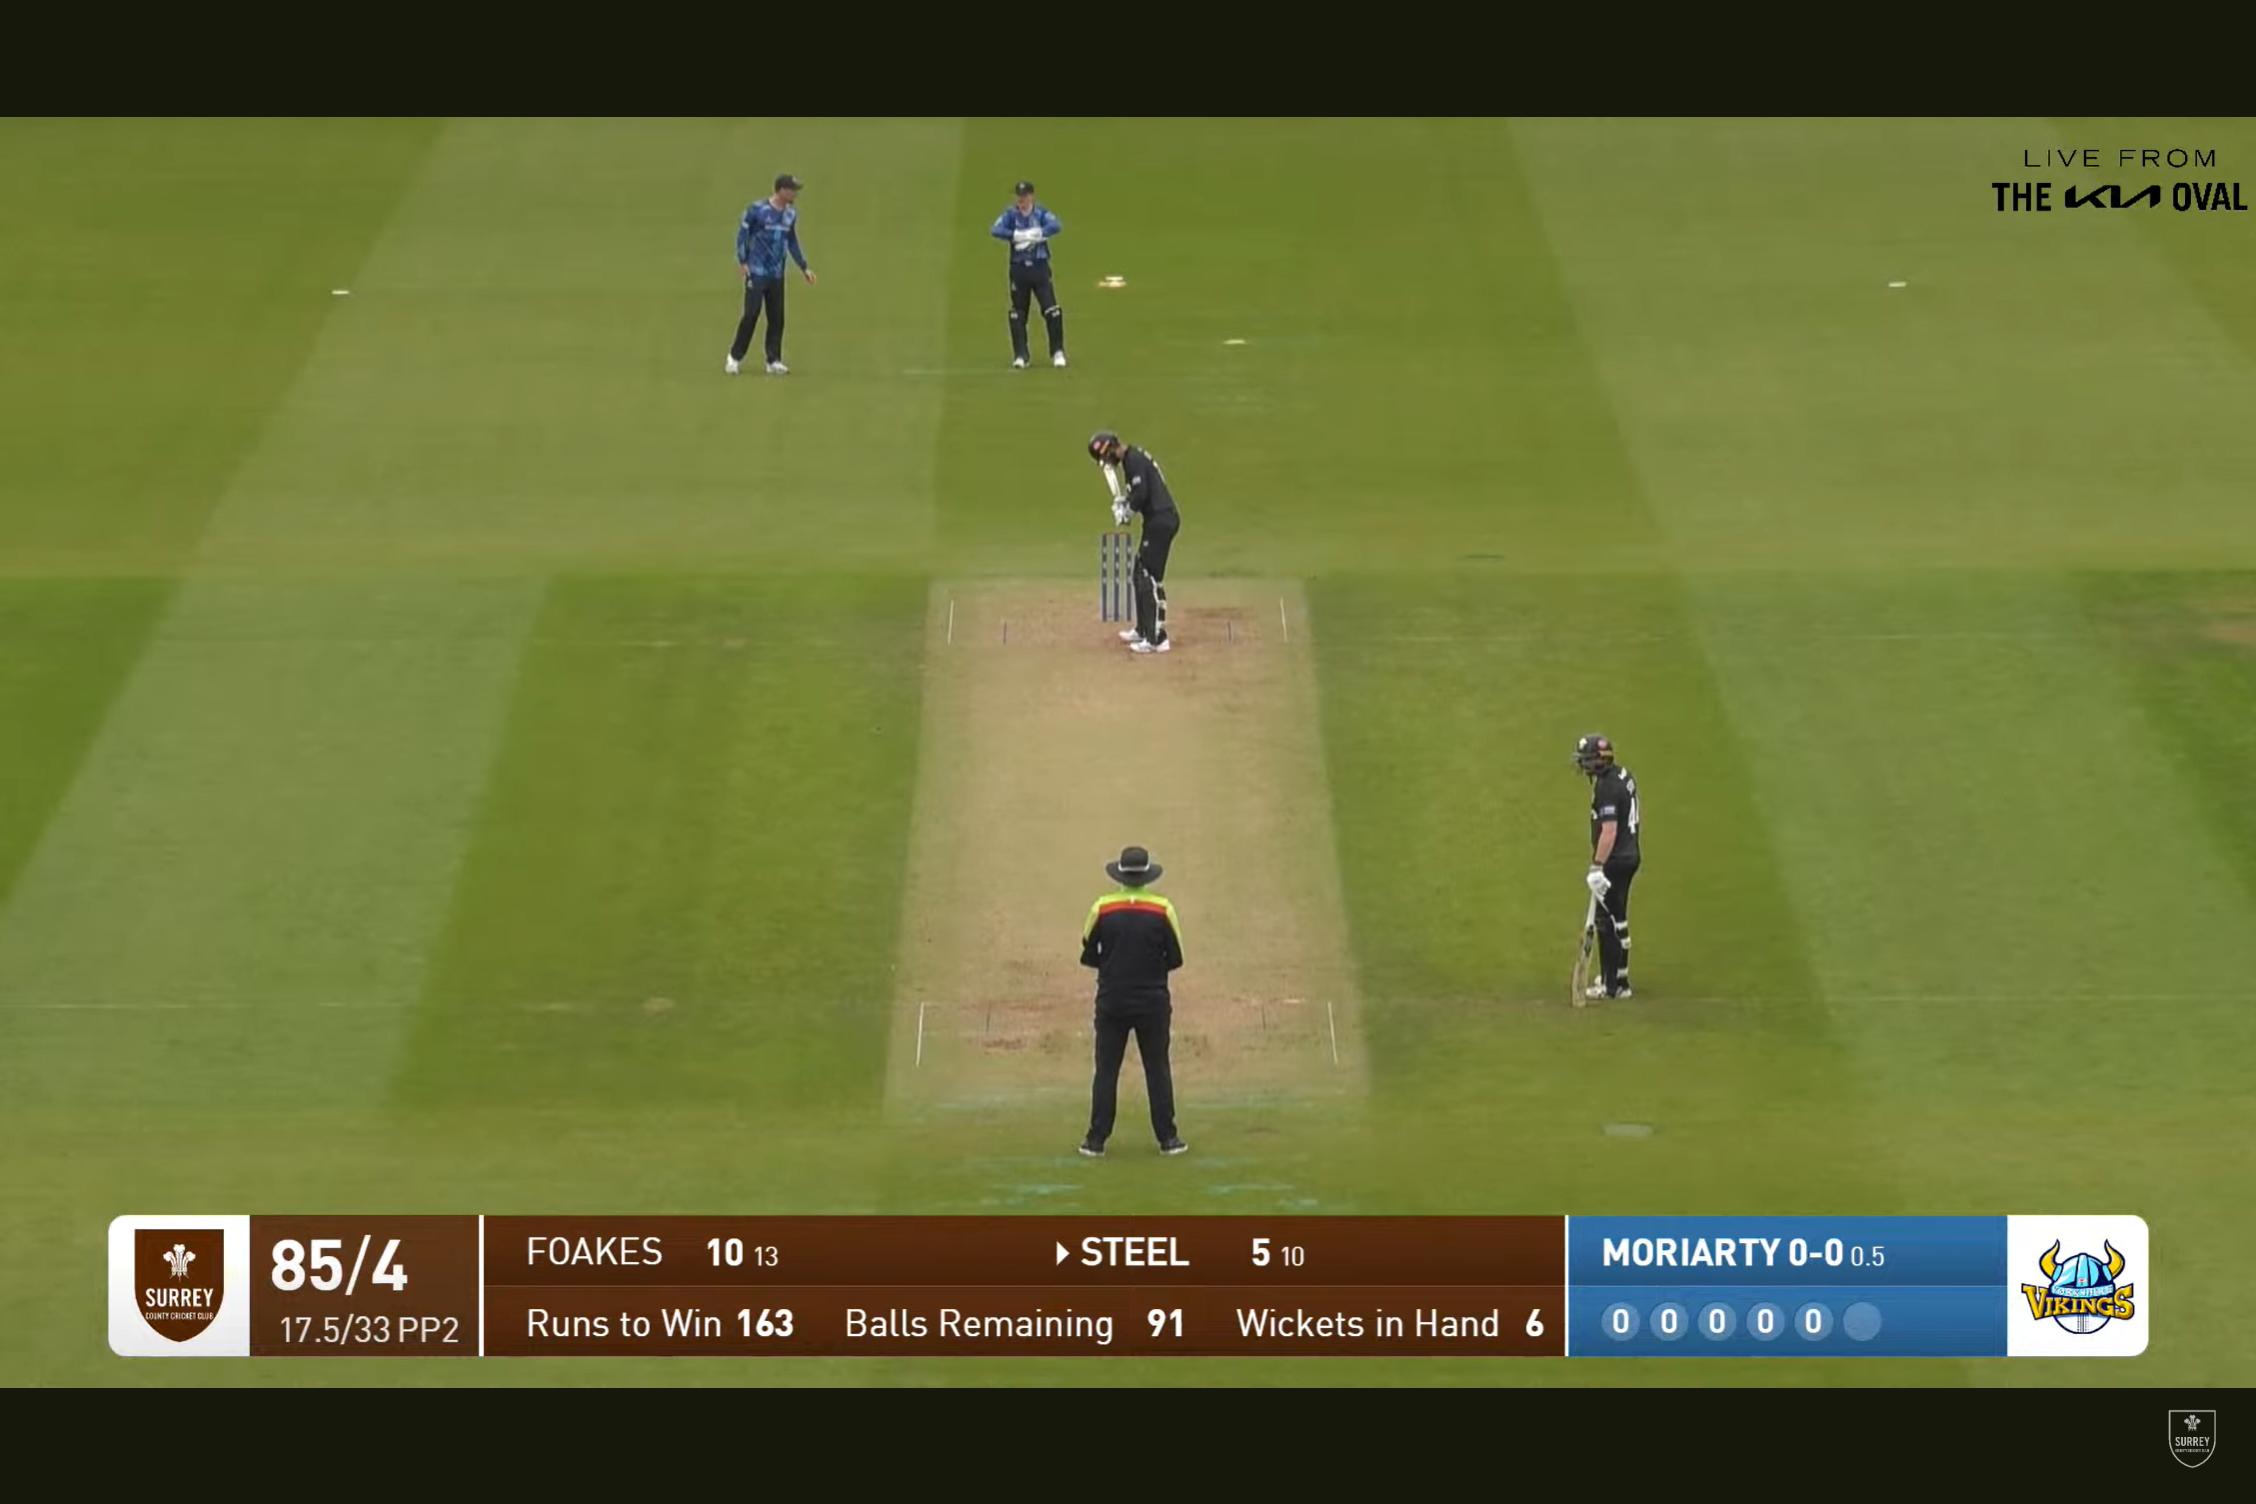 LIVE FROM
THE KIA OVAL
SURREY
COUNTY CRICKET CLUB
85/4
17.5/33 PP2
FOAKES 10 13
STEEL 5 10
Runs to Win 163 Balls Remaining 91 Wickets in Hand 6
MORIARTY 0-0 0.5
0 0 0 0 0
YORKSHIRE
VIKINGS
SURREY